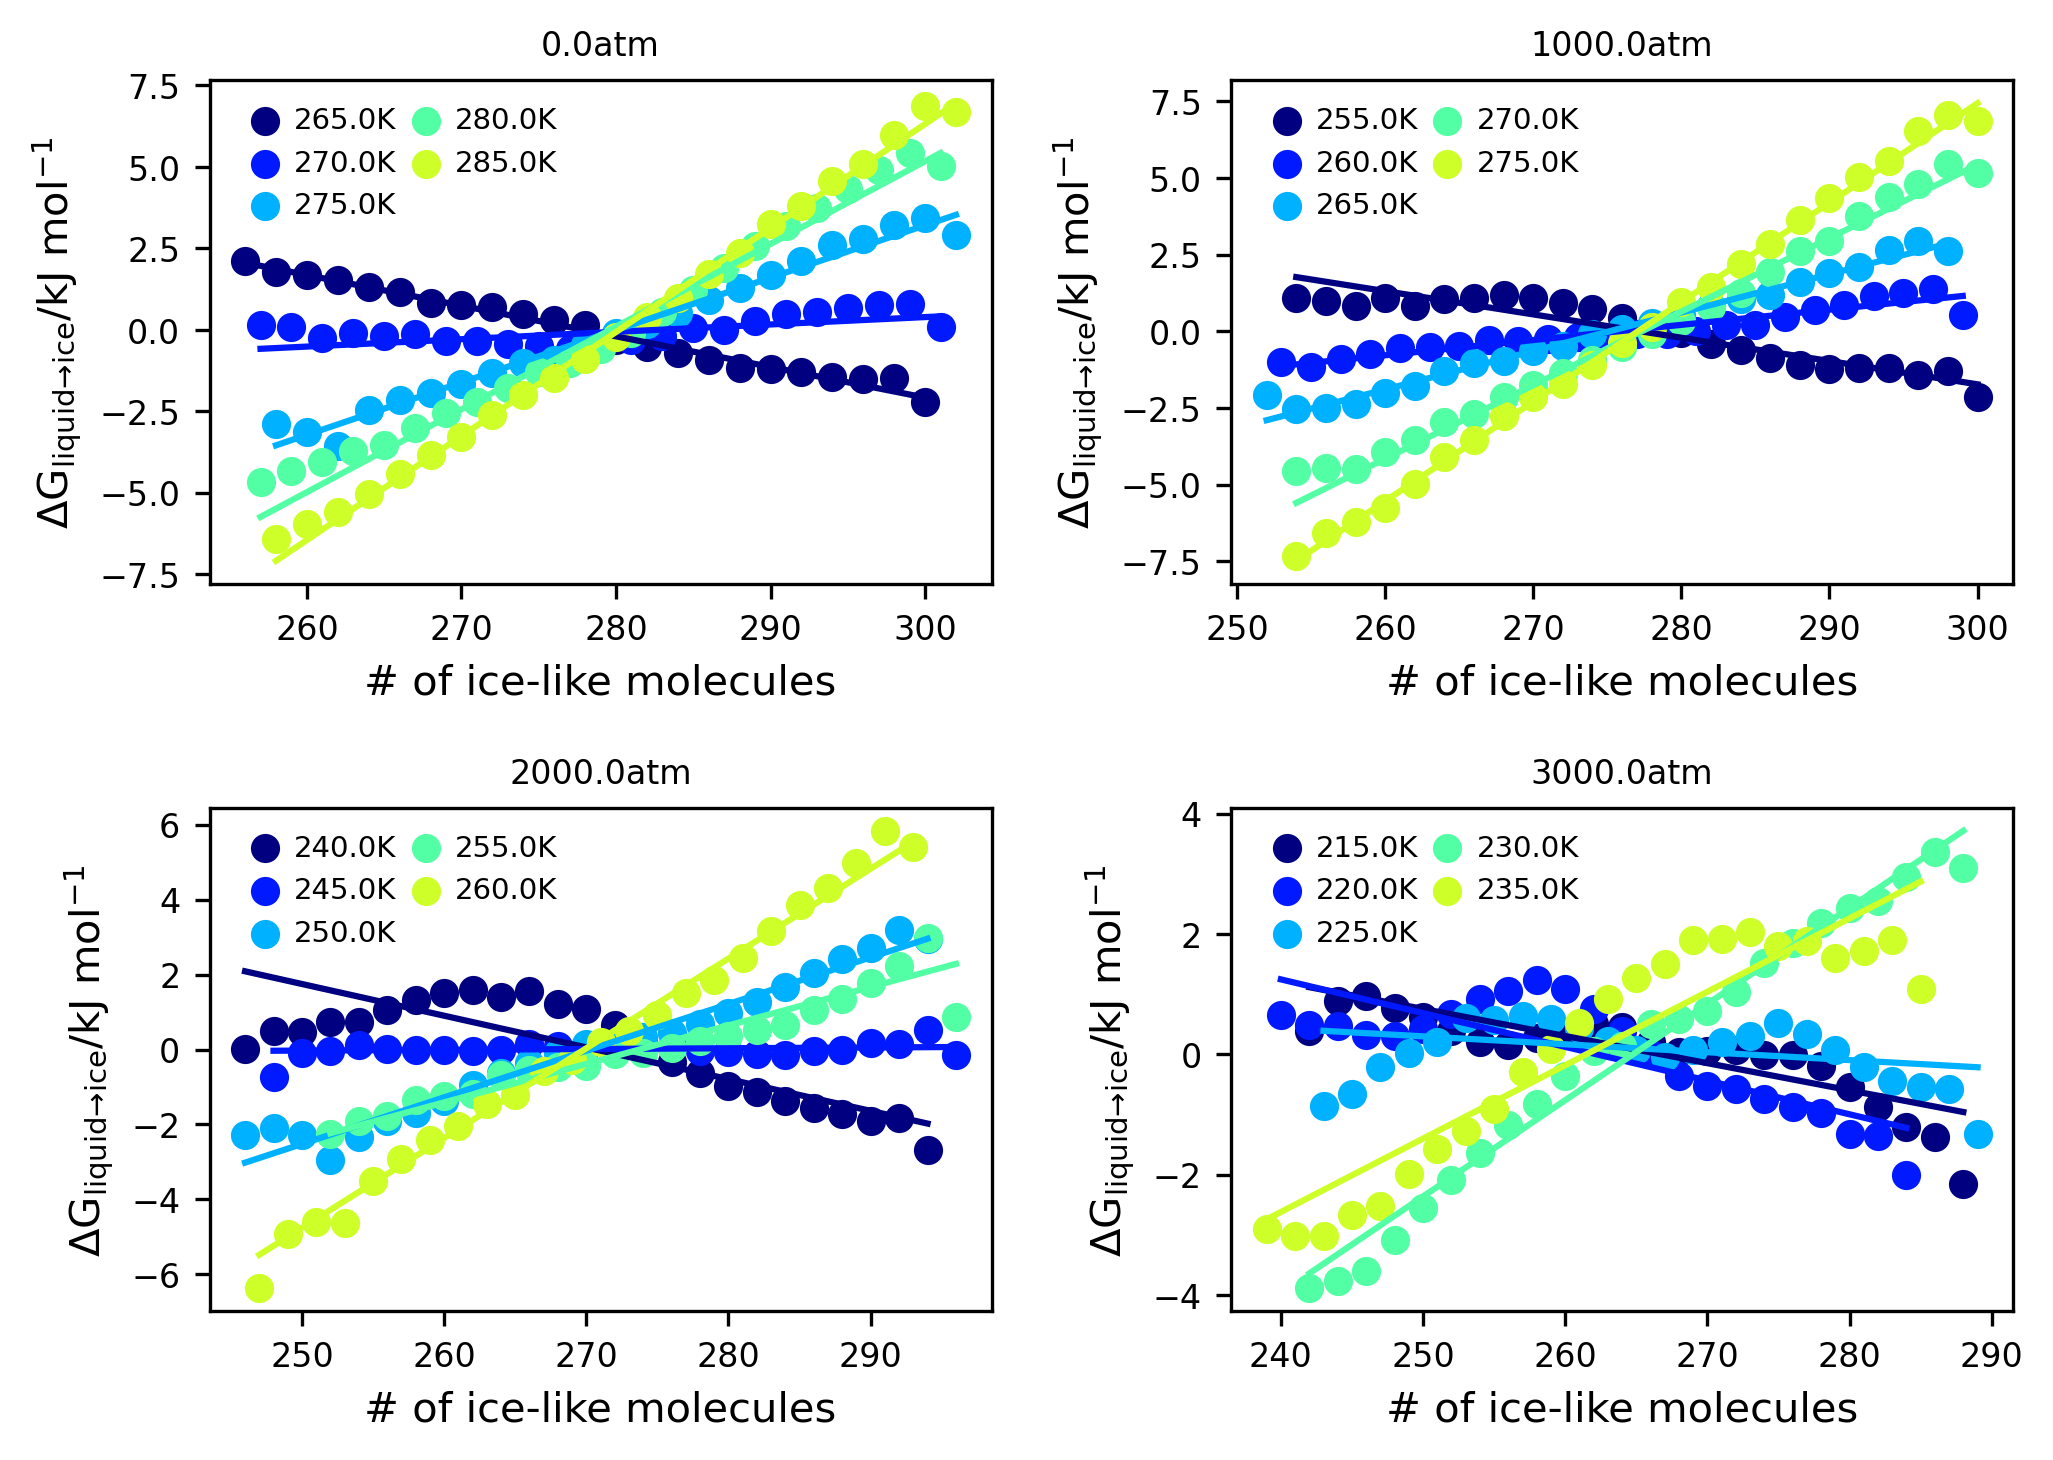 0.0atm
ΔG_liquid→ice/kJ mol⁻¹
7.5
5.0
2.5
0.0
−2.5
−5.0
−7.5
265.0K
270.0K
275.0K
280.0K
285.0K
260 270 280 290 300
# of ice-like molecules
1000.0atm
ΔG_liquid→ice/kJ mol⁻¹
7.5
5.0
2.5
0.0
−2.5
−5.0
−7.5
255.0K
260.0K
265.0K
270.0K
275.0K
250 260 270 280 290 300
# of ice-like molecules
2000.0atm
ΔG_liquid→ice/kJ mol⁻¹
6
4
2
0
−2
−4
−6
240.0K
245.0K
250.0K
255.0K
260.0K
250 260 270 280 290
# of ice-like molecules
3000.0atm
ΔG_liquid→ice/kJ mol⁻¹
4
2
0
−2
−4
215.0K
220.0K
225.0K
230.0K
235.0K
240 250 260 270 280 290
# of ice-like molecules